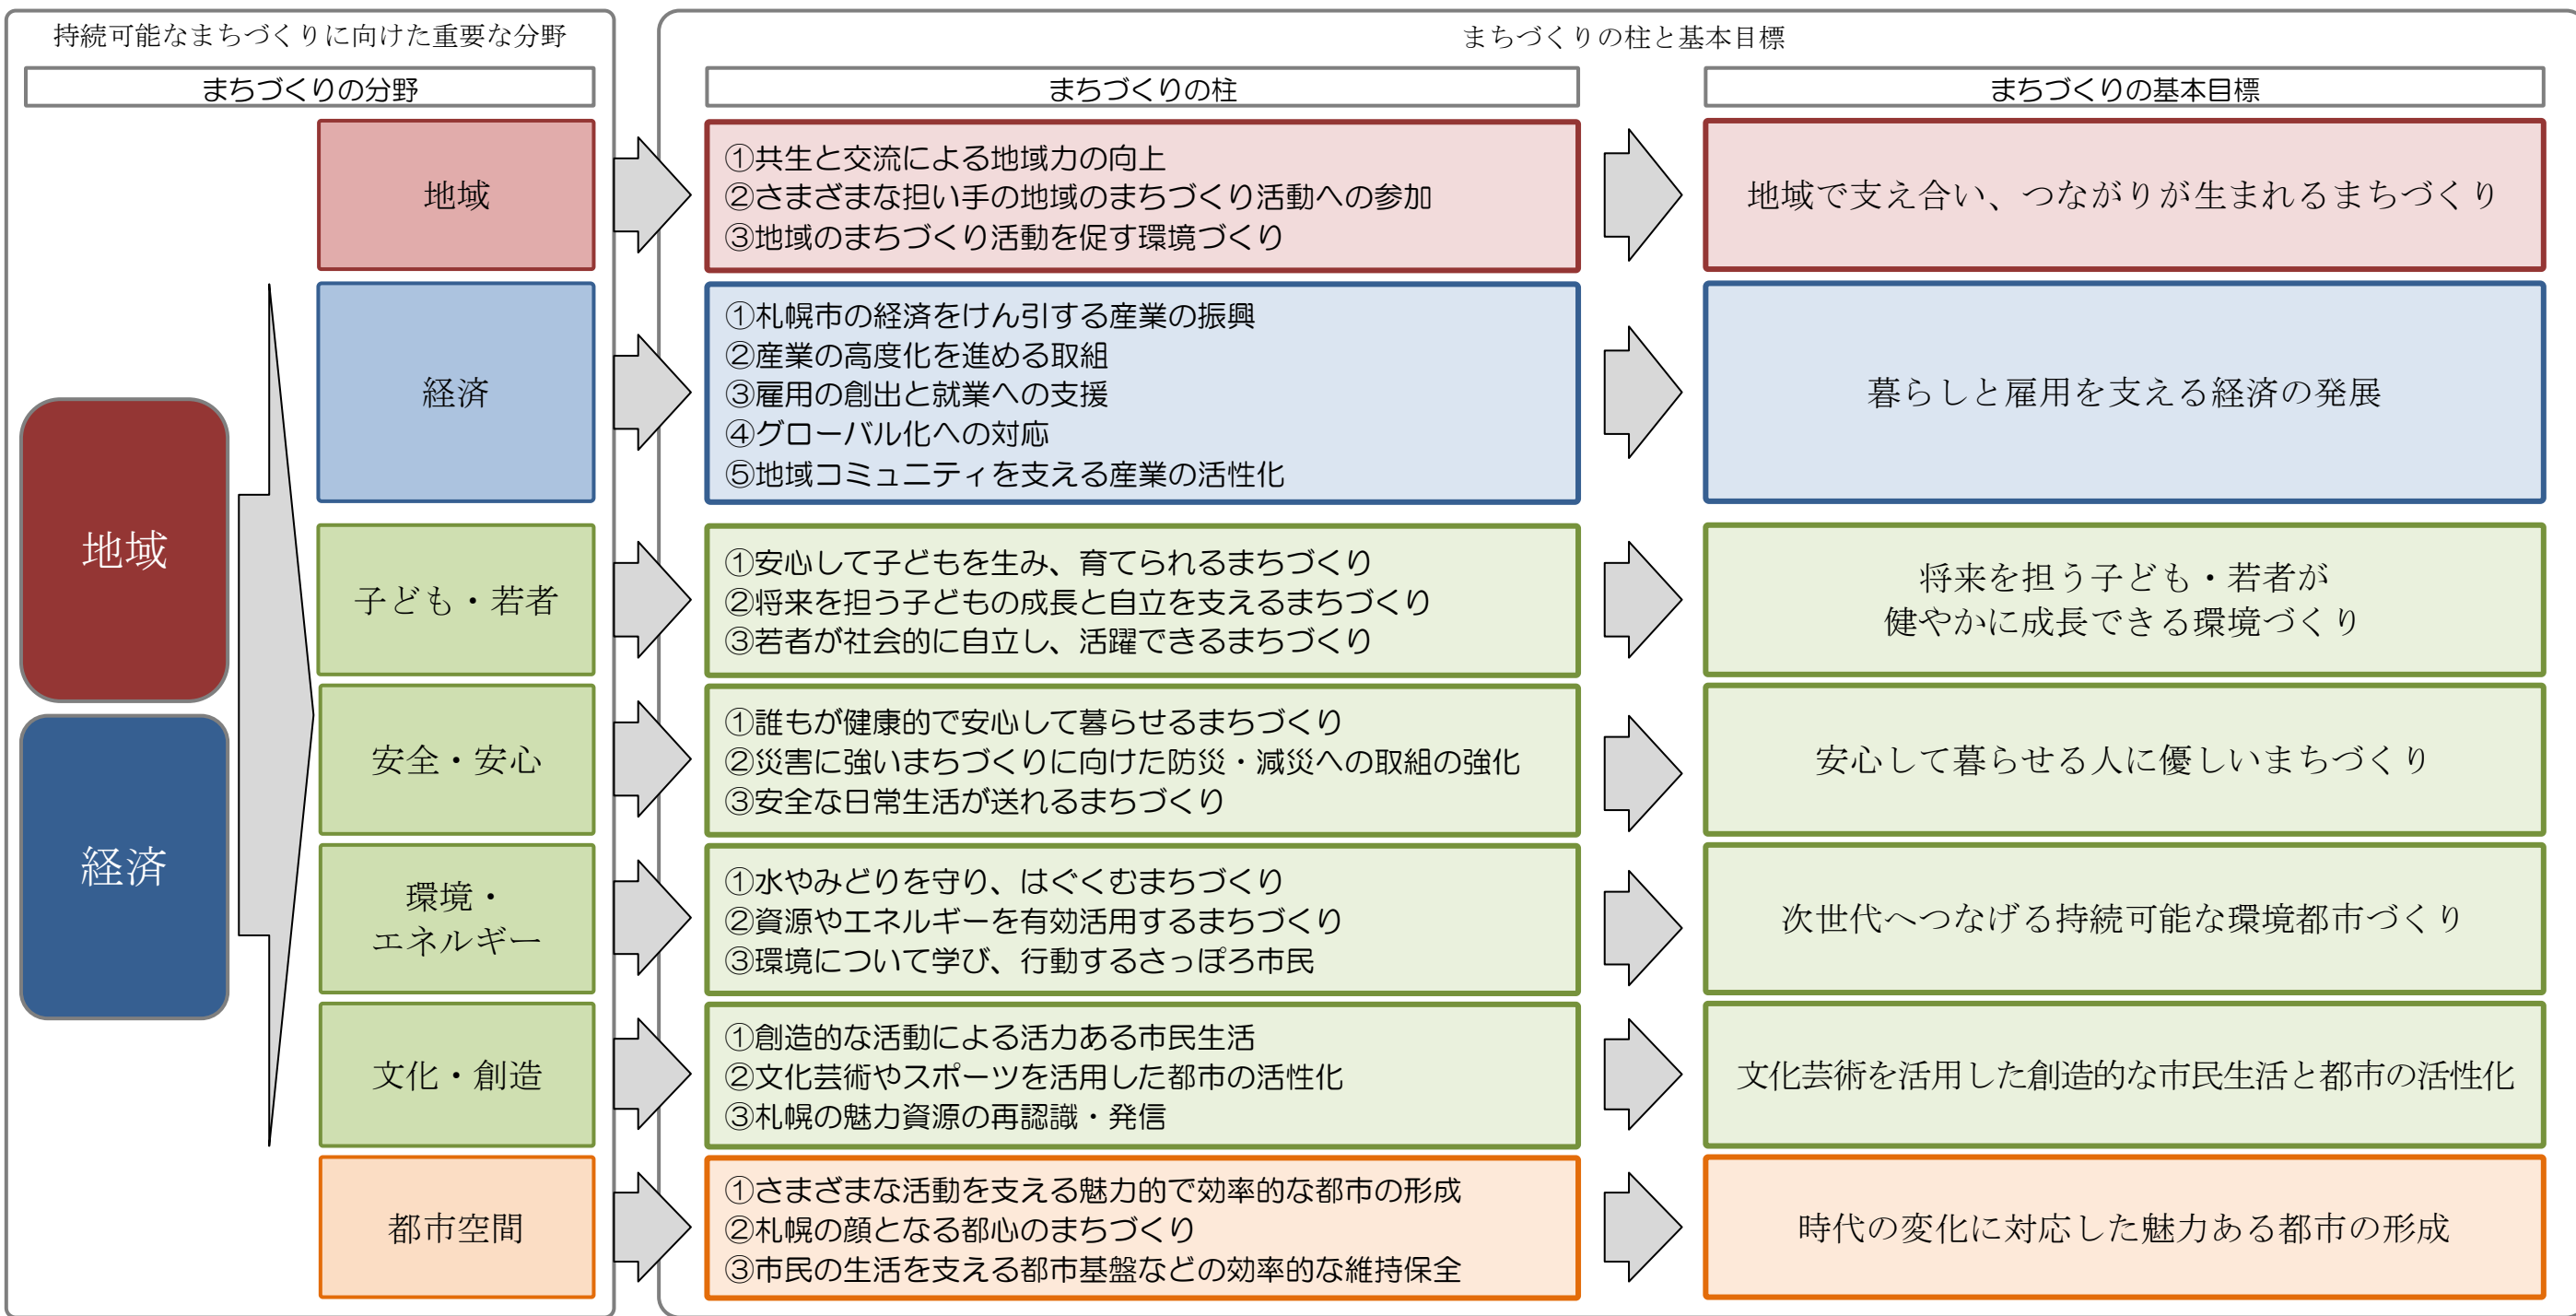 持続可能なまちづくりに向けた重要な分野
まちづくりの分野
地域
経済
地域
経済
子ども・若者
安全・安心
環境・
エネルギー
文化・創造
都市空間
まちづくりの柱と基本目標
まちづくりの柱
まちづくりの基本目標
①共生と交流による地域力の向上
②さまざまな担い手の地域のまちづくり活動への参加
③地域のまちづくり活動を促す環境づくり
地域で支え合い、つながりが生まれるまちづくり
①札幌市の経済をけん引する産業の振興
②産業の高度化を進める取組
③雇用の創出と就業への支援
④グローバル化への対応
⑤地域コミュニティを支える産業の活性化
暮らしと雇用を支える経済の発展
①安心して子どもを生み、育てられるまちづくり
②将来を担う子どもの成長と自立を支えるまちづくり
③若者が社会的に自立し、活躍できるまちづくり
将来を担う子ども・若者が
健やかに成長できる環境づくり
①誰もが健康的で安心して暮らせるまちづくり
②災害に強いまちづくりに向けた防災・減災への取組の強化
③安全な日常生活が送れるまちづくり
安心して暮らせる人に優しいまちづくり
①水やみどりを守り、はぐくむまちづくり
②資源やエネルギーを有効活用するまちづくり
③環境について学び、行動するさっぽろ市民
次世代へつなげる持続可能な環境都市づくり
①創造的な活動による活力ある市民生活
②文化芸術やスポーツを活用した都市の活性化
③札幌の魅力資源の再認識・発信
文化芸術を活用した創造的な市民生活と都市の活性化
①さまざまな活動を支える魅力的で効率的な都市の形成
②札幌の顔となる都心のまちづくり
③市民の生活を支える都市基盤などの効率的な維持保全
時代の変化に対応した魅力ある都市の形成